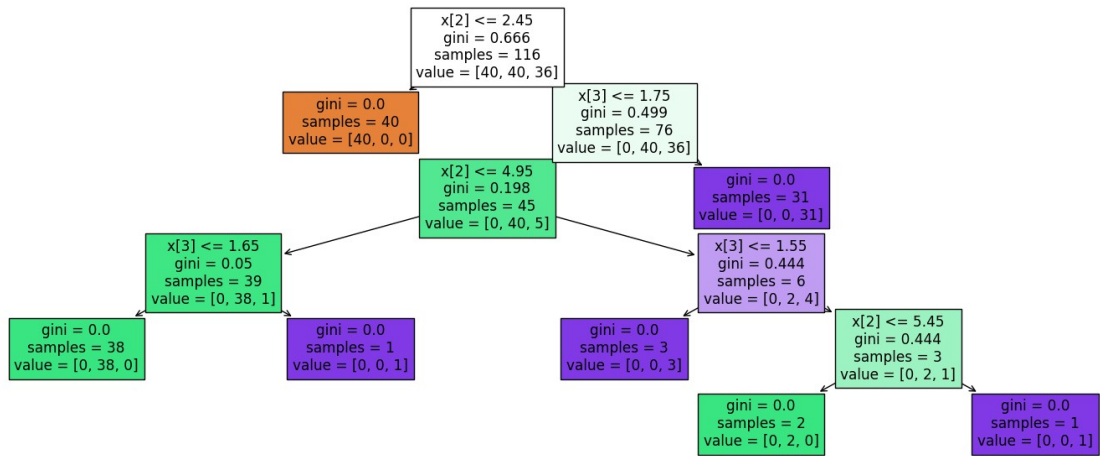 x[2] <= 2.45
gini = 0.666
samples = 116
value = [40, 40, 36]
gini = 0.0
samples = 40
value = [40, 0, 0]
x[3] <= 1.75
gini = 0.499
samples = 76
value = [0, 40, 36]
x[2] <= 4.95
gini = 0.198
samples = 45
value = [0, 40, 5]
gini = 0.0
samples = 31
value = [0, 0, 31]
x[3] <= 1.65
gini = 0.05
samples = 39
value = [0, 38, 1]
x[3] <= 1.55
gini = 0.444
samples = 6
value = [0, 2, 4]
gini = 0.0
samples = 38
value = [0, 38, 0]
gini = 0.0
samples = 1
value = [0, 0, 1]
gini = 0.0
samples = 3
value = [0, 0, 3]
x[2] <= 5.45
gini = 0.444
samples = 3
value = [0, 2, 1]
gini = 0.0
samples = 2
value = [0, 2, 0]
gini = 0.0
samples = 1
value = [0, 0, 1]